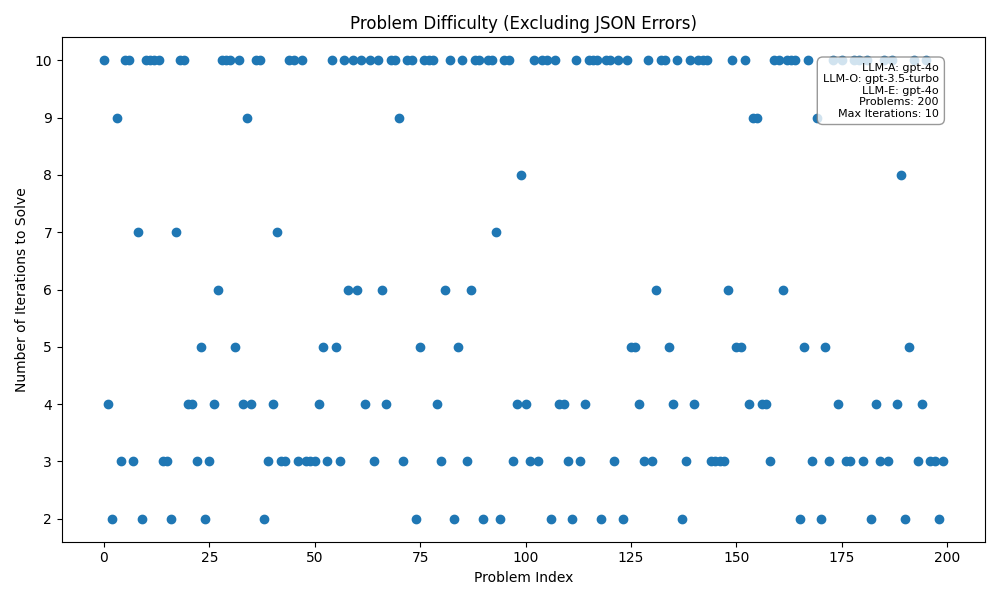 Problem Difficulty (Excluding JSON Errors)
10
9
8
7
6
5
4
3
2
Number of Iterations to Solve
LLM-A: gpt-4o
LLM-O: gpt-3.5-turbo
LLM-E: gpt-4o
Problems: 200
Max Iterations: 10
0 25 50 75 100 125 150 175 200
Problem Index